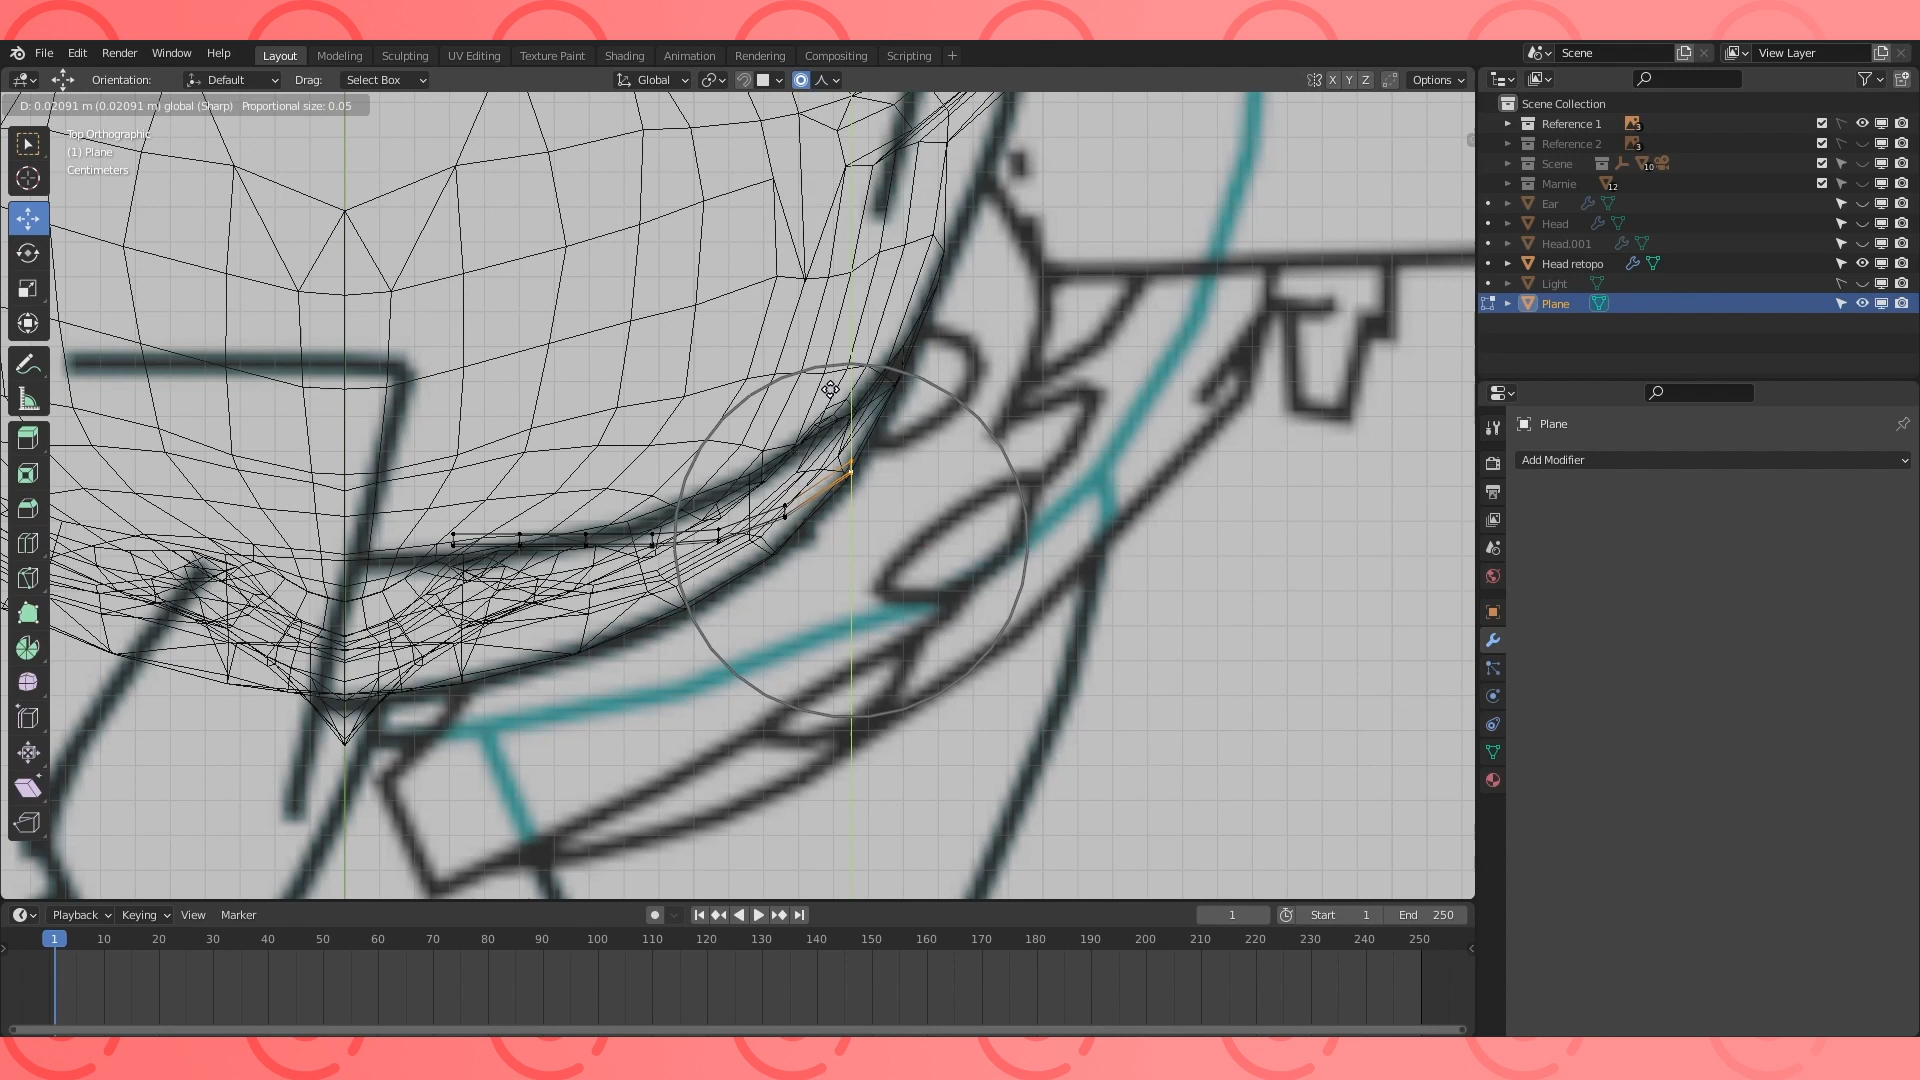 File Edit Render Window Help
Layout Modeling Sculpting UV Editing Texture Paint Shading Animation Rendering Compositing Scripting +
Scene
View Layer
Orientation: Default Drag: Select Box
Global
X Y Z Options
D: 0.02091 m (0.02091 m) global (Sharp) Proportional size: 0.05
Top Orthographic
(1) Plane
Centimeters
Scene Collection
Reference 1 3
Reference 2 3
Scene 10
Marnie 12
Ear
Head
Head.001
Head retopo
Light
Plane
Plane
Add Modifier
Playback Keying View Marker
1 Start 1 End 250
1 10 20 30 40 50 60 70 80 90 100 110 120 130 140 150 160 170 180 190 200 210 220 230 240 250